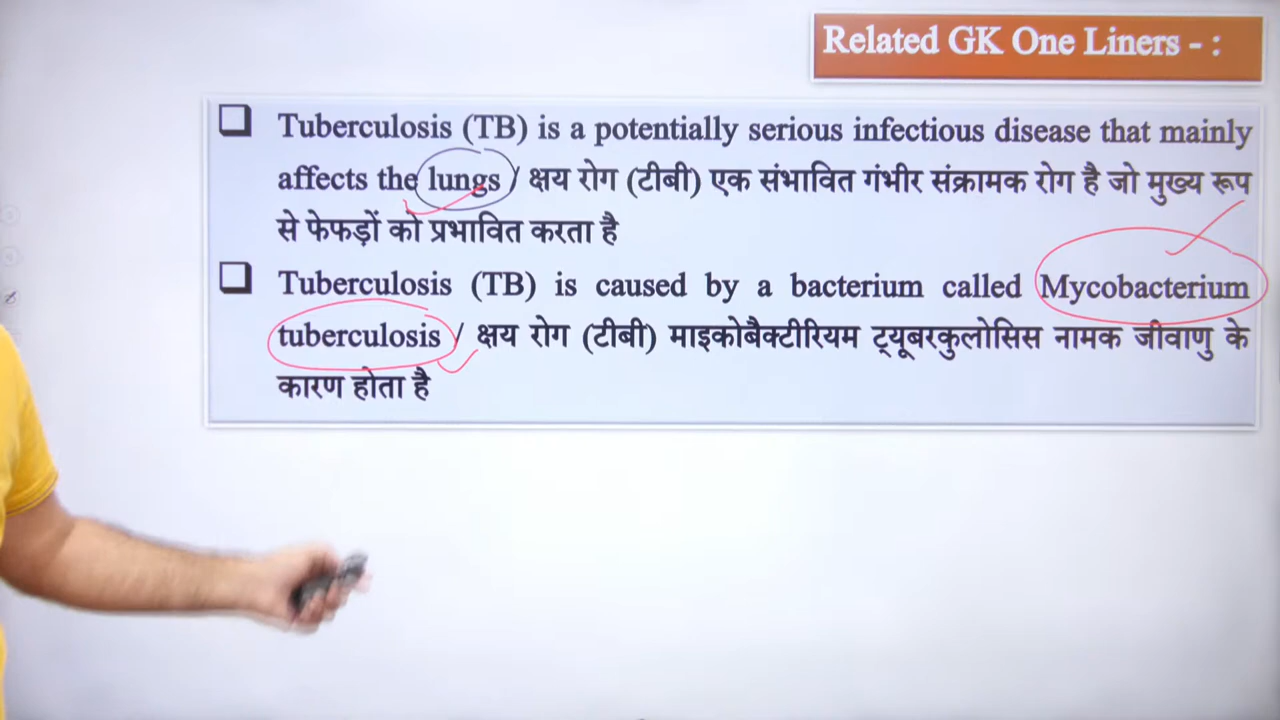 Related GK One Liners - :
Tuberculosis (TB) is a potentially serious infectious disease that mainly
affects the lungs / क्षय रोग (टीबी) एक संभावित गंभीर संक्रामक रोग है जो मुख्य रूप
से फेफड़ों को प्रभावित करता है
Tuberculosis (TB) is caused by a bacterium called Mycobacterium
tuberculosis / क्षय रोग (टीबी) माइकोबैक्टीरियम ट्यूबरकुलोसिस नामक जीवाणु के
कारण होता है